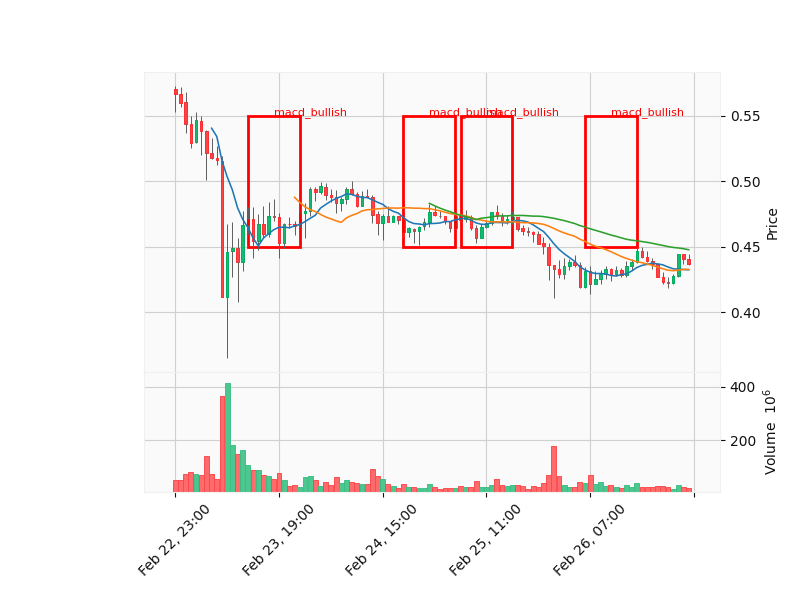 macd_bullish
macd_bullish
macd_bullish
macd_bullish
0.55
0.50
0.45
0.40
Price
400
200
Volume 10^6
Feb 22, 23:00
Feb 23, 19:00
Feb 24, 15:00
Feb 25, 11:00
Feb 26, 07:00